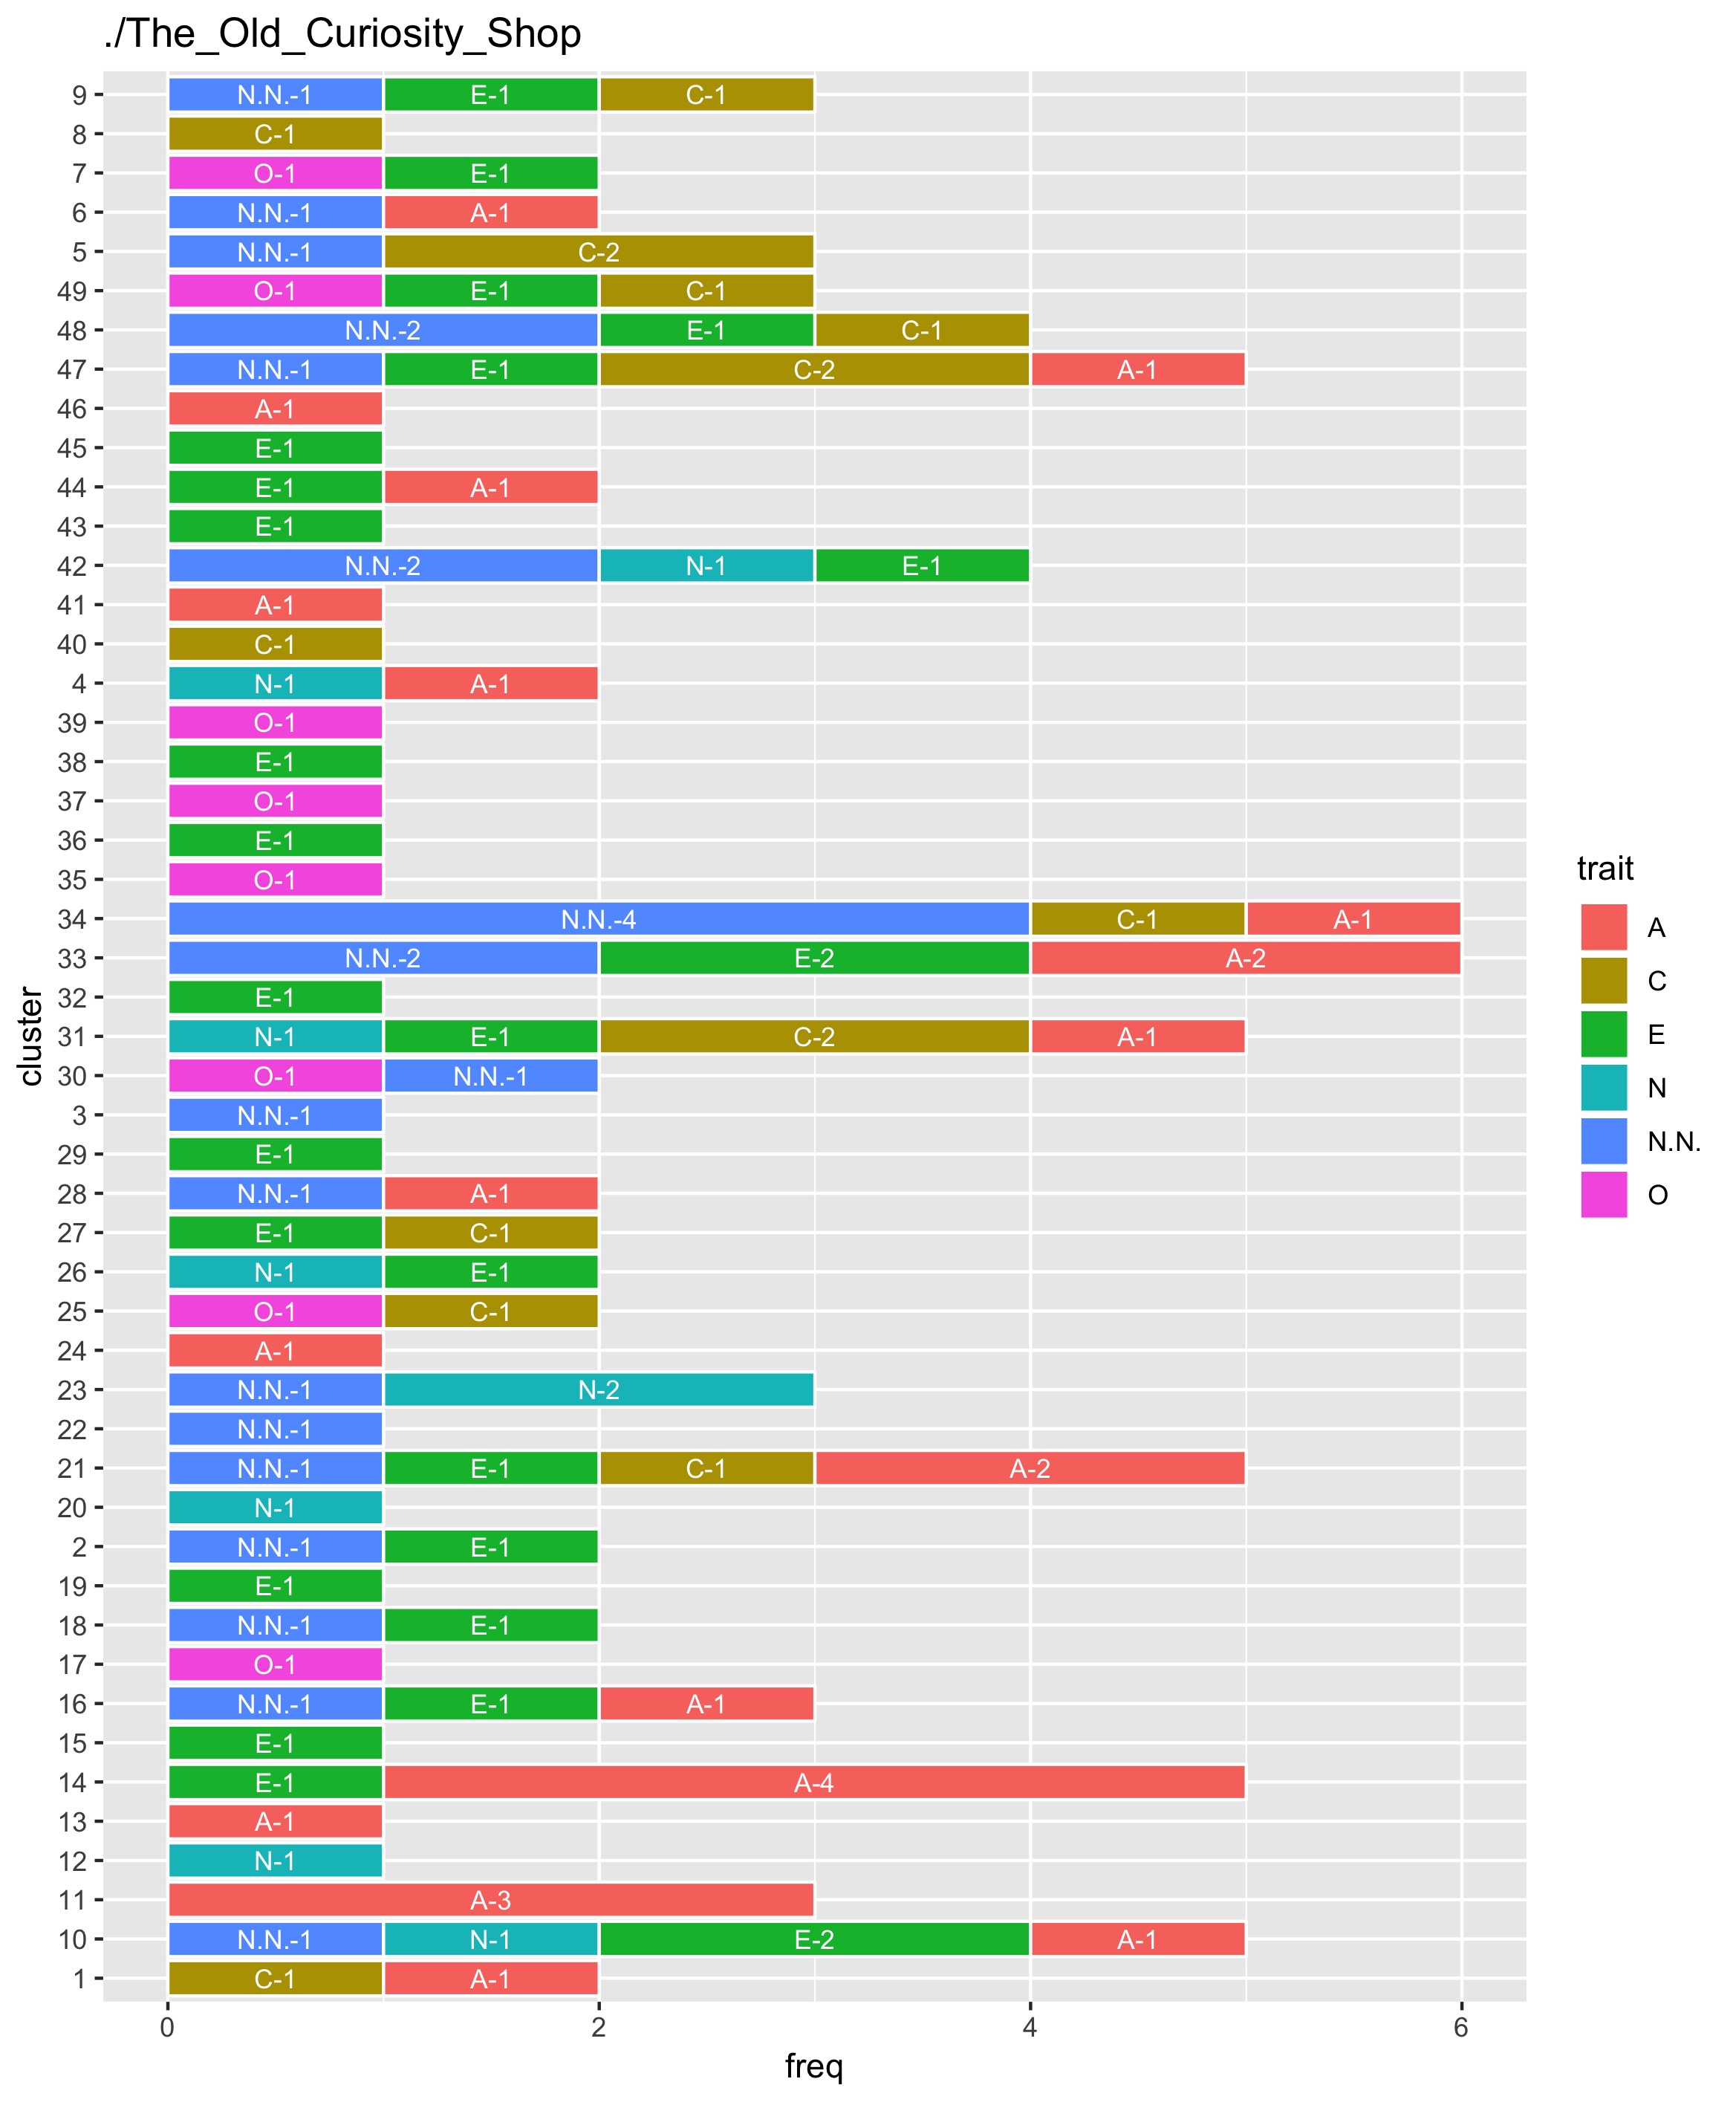 ./The_Old_Curiosity_Shop
9 N.N.-1 E-1 C-1
8 C-1
7 O-1 E-1
6 N.N.-1 A-1
5 N.N.-1 C-2
49 O-1 E-1 C-1
48 N.N.-2 E-1 C-1
47 N.N.-1 E-1 C-2 A-1
46 A-1
45 E-1
44 E-1 A-1
43 E-1
42 N.N.-2 N-1 E-1
41 A-1
40 C-1
4 N-1 A-1
39 O-1
38 E-1
37 O-1
36 E-1
35 O-1
34 N.N.-4 C-1 A-1
33 N.N.-2 E-2 A-2
32 E-1
31 N-1 E-1 C-2 A-1
30 O-1 N.N.-1
3 N.N.-1
29 E-1
28 N.N.-1 A-1
27 E-1 C-1
26 N-1 E-1
25 O-1 C-1
24 A-1
23 N.N.-1 N-2
22 N.N.-1
21 N.N.-1 E-1 C-1 A-2
20 N-1
2 N.N.-1 E-1
19 E-1
18 N.N.-1 E-1
17 O-1
16 N.N.-1 E-1 A-1
15 E-1
14 E-1 A-4
13 A-1
12 N-1
11 A-3
10 N.N.-1 N-1 E-2 A-1
1 C-1 A-1
0 2 4 6
freq
cluster
trait
A
C
E
N
N.N.
O